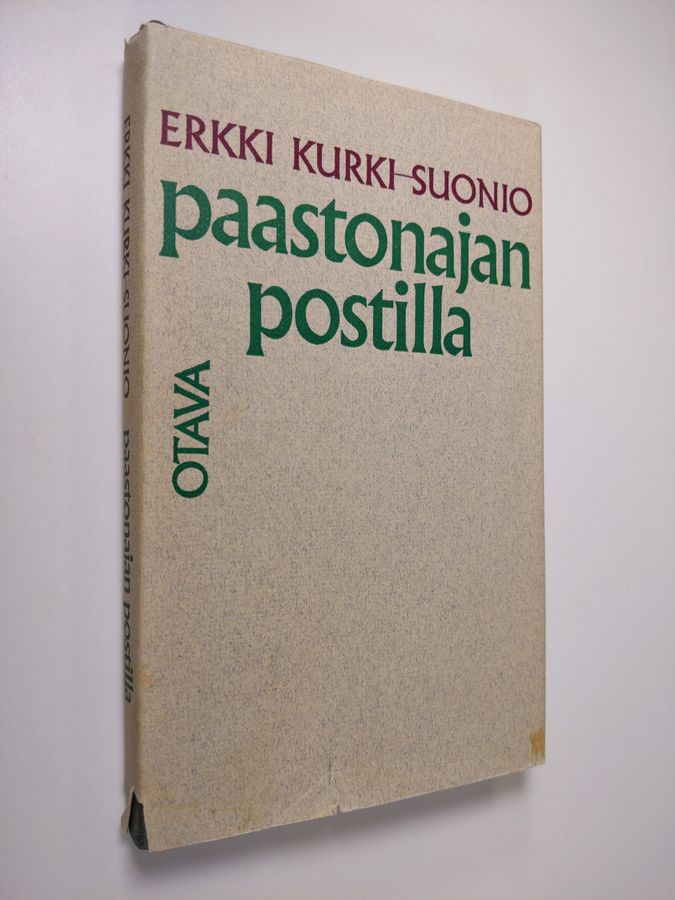 ERKKI KURKI-SUONIO
paastonajan
postilla
OTAVA
ERKKI KURKI-SUONIO paastonajan postilla